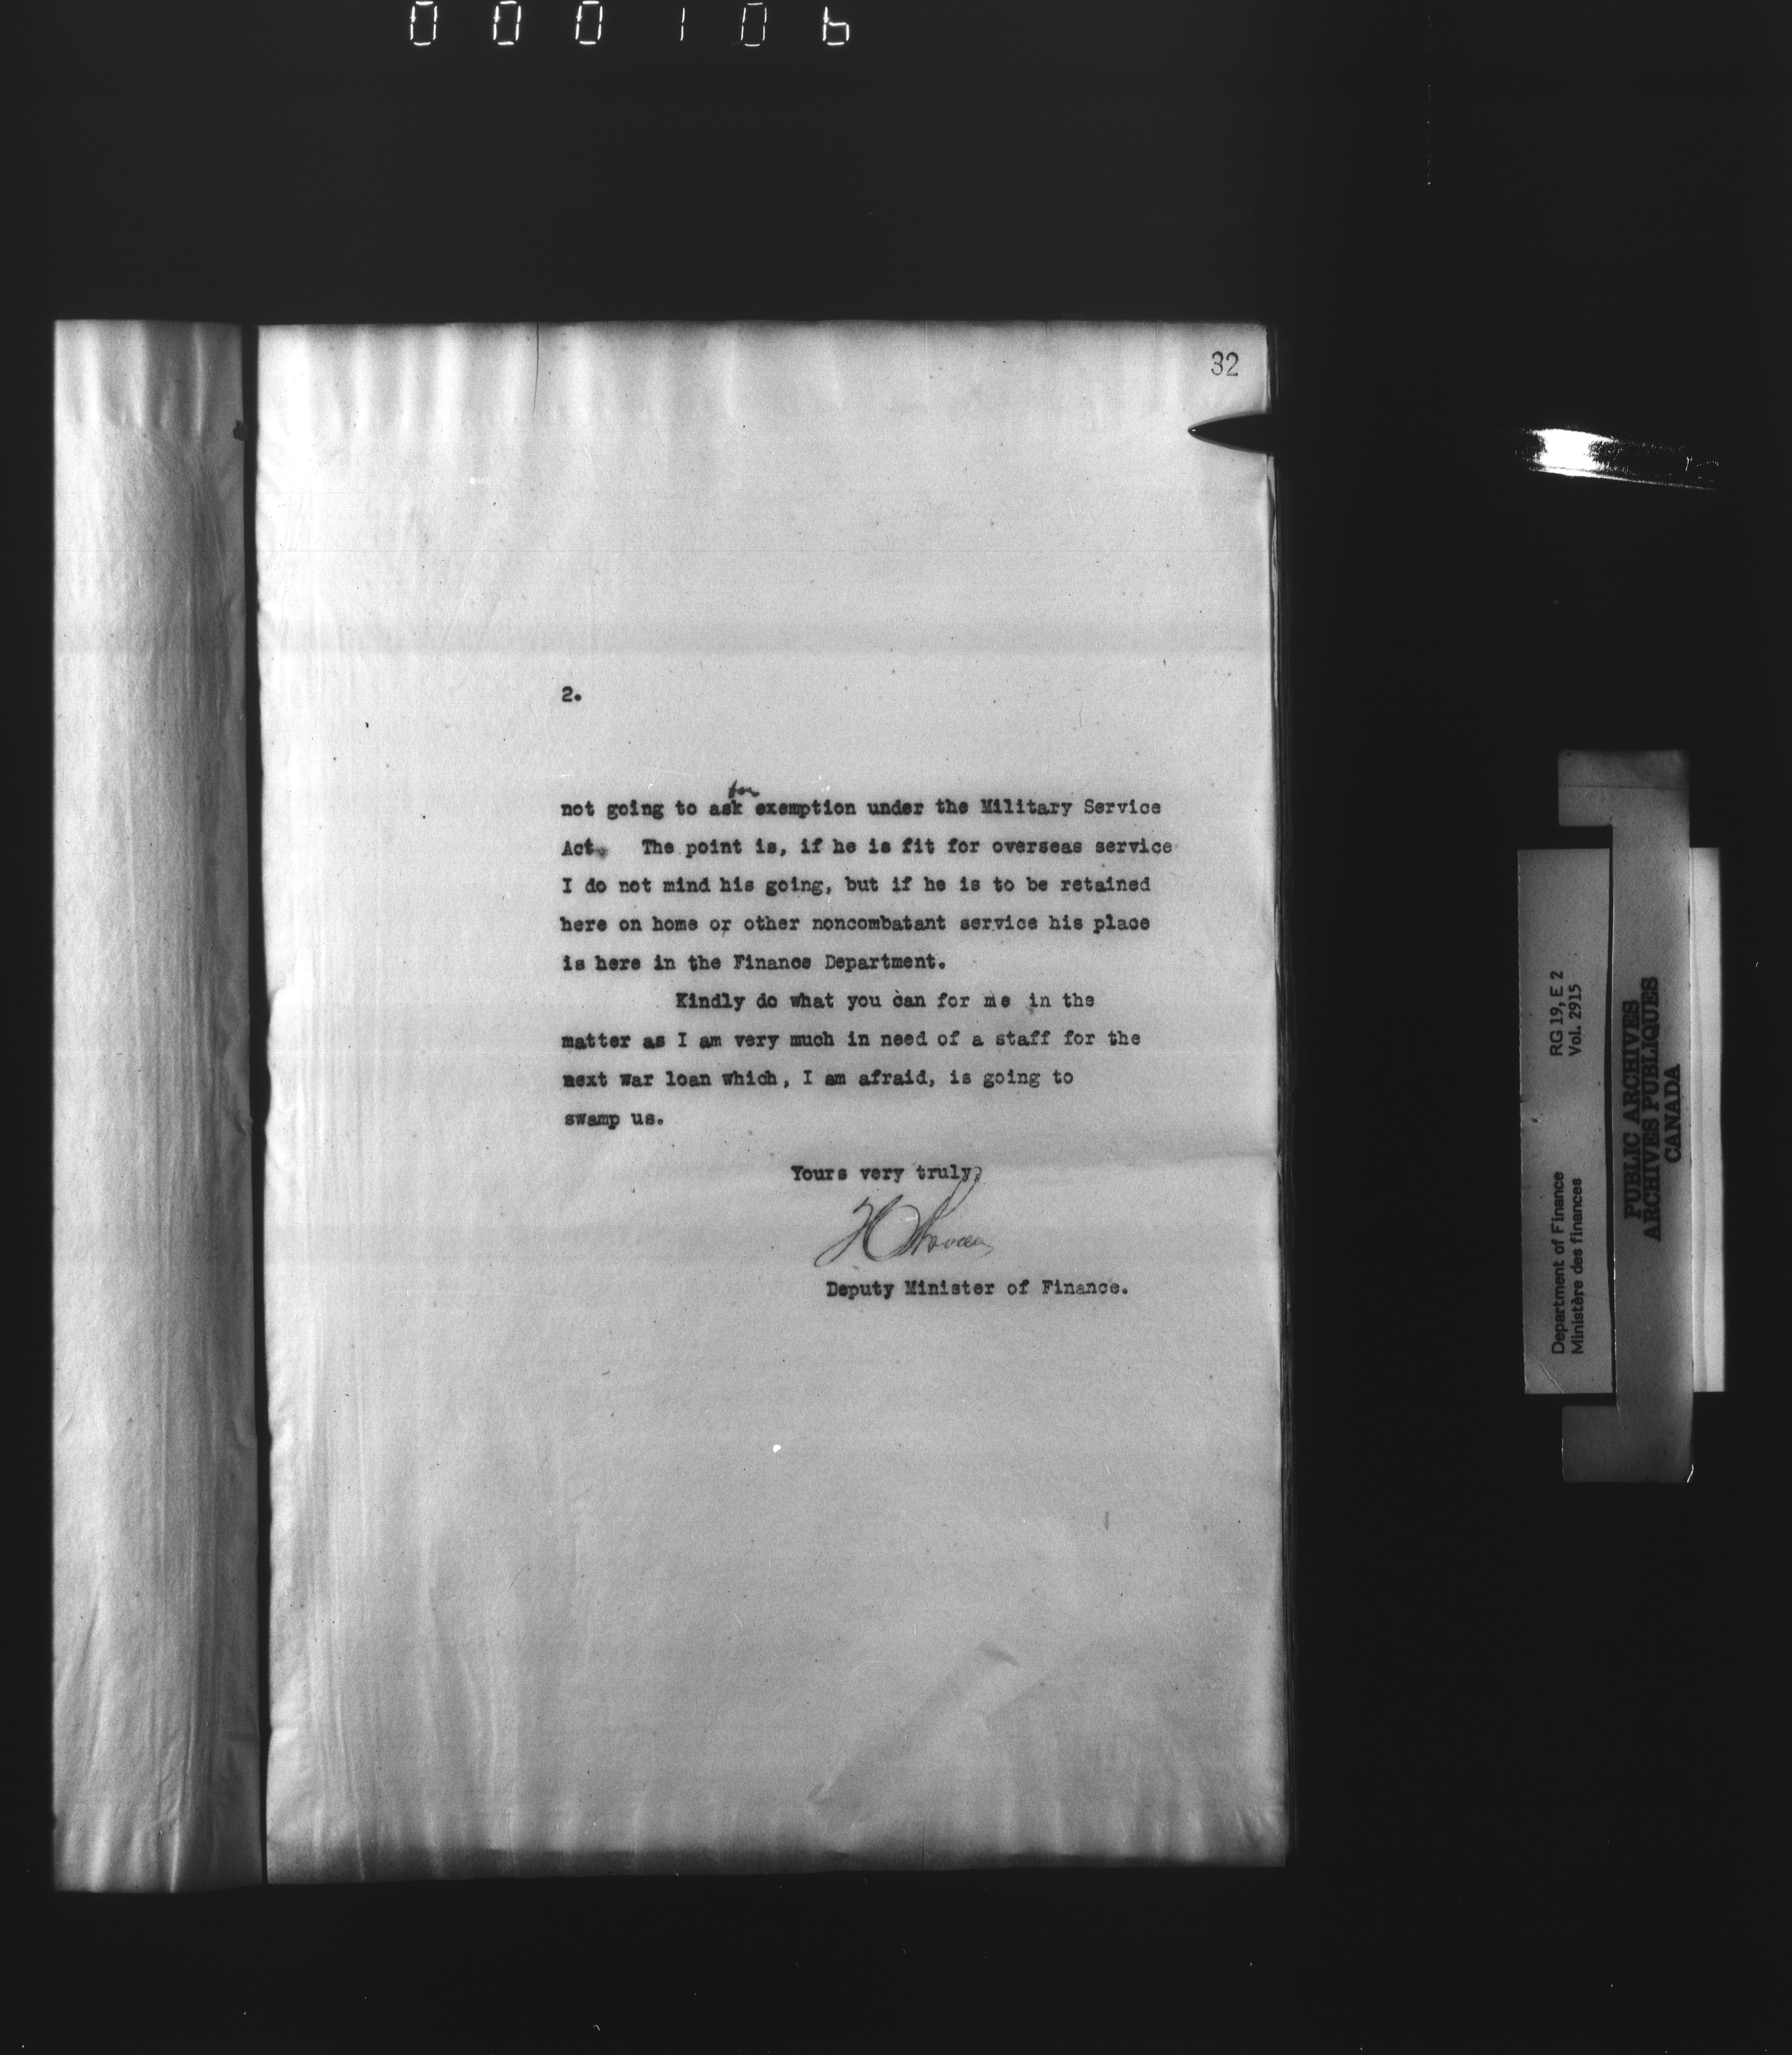 000106
32
2.
for
not going to ask exemption under the Military Service
Act. The point is, if he is fit for overseas service
I do not mind his going, but if he is to be retained
here on home or other noncombatant service his place
is here in the Finance Department.
Kindly do what you can for me in the
matter as I am very much in need of a staff for the
next war loan which, I am afraid, is going to
swamp us.
Yours very truly,
Deputy Minister of Finance.
Department of Finance RG 19, E 2
Ministère des finances Vol. 2915
PUBLIC ARCHIVES
ARCHIVES PUBLIQUES
CANADA